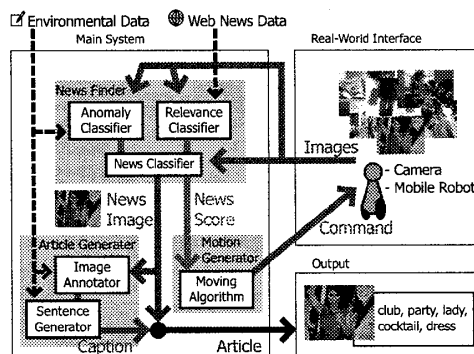 Environmental Data
Web News Data
Main System
Real-World Interface
News Finder
Anomaly
Classifier
Relevance
Classifier
News Classifier
Images
- Camera
- Mobile Robot
News
Image
News
Score
Command
Article Generater
Motion
Generator
Image
Annotator
Moving
Algorithm
Sentence
Generator
Caption
Article
Output
club, party, lady,
cocktail, dress